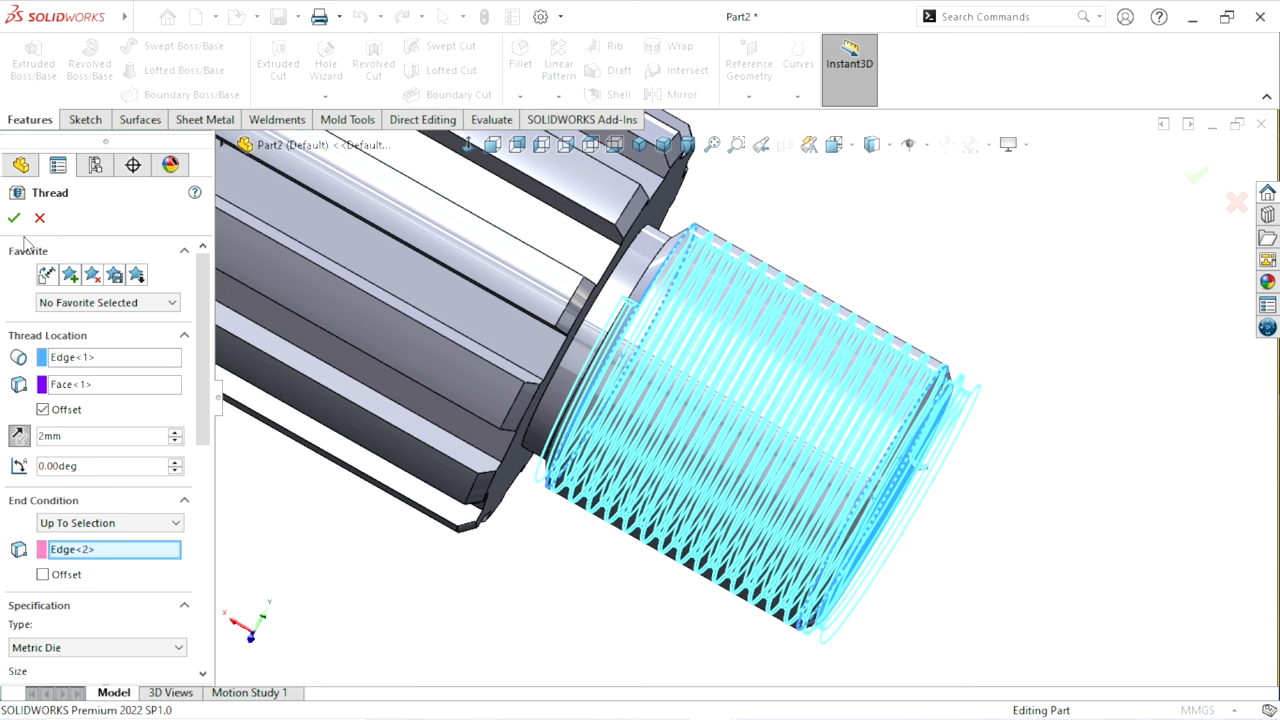 SOLIDWORKS
Part2 *
Search Commands
Extruded Boss/Base
Revolved Boss/Base
Swept Boss/Base
Lofted Boss/Base
Boundary Boss/Base
Extruded Cut
Hole Wizard
Revolved Cut
Swept Cut
Lofted Cut
Boundary Cut
Fillet
Linear Pattern
Rib
Draft
Shell
Wrap
Intersect
Mirror
Reference Geometry
Curves
Instant3D
Features
Sketch
Surfaces
Sheet Metal
Weldments
Mold Tools
Direct Editing
Evaluate
SOLIDWORKS Add-Ins
Part2 (Default) <<Default...
Thread
Favorite
No Favorite Selected
Thread Location
Edge<1>
Face<1>
Offset
2mm
0.00deg
End Condition
Up To Selection
Edge<2>
Offset
Specification
Type:
Metric Die
Size
X
Y
Model
3D Views
Motion Study 1
SOLIDWORKS Premium 2022 SP1.0
Editing Part
MMGS